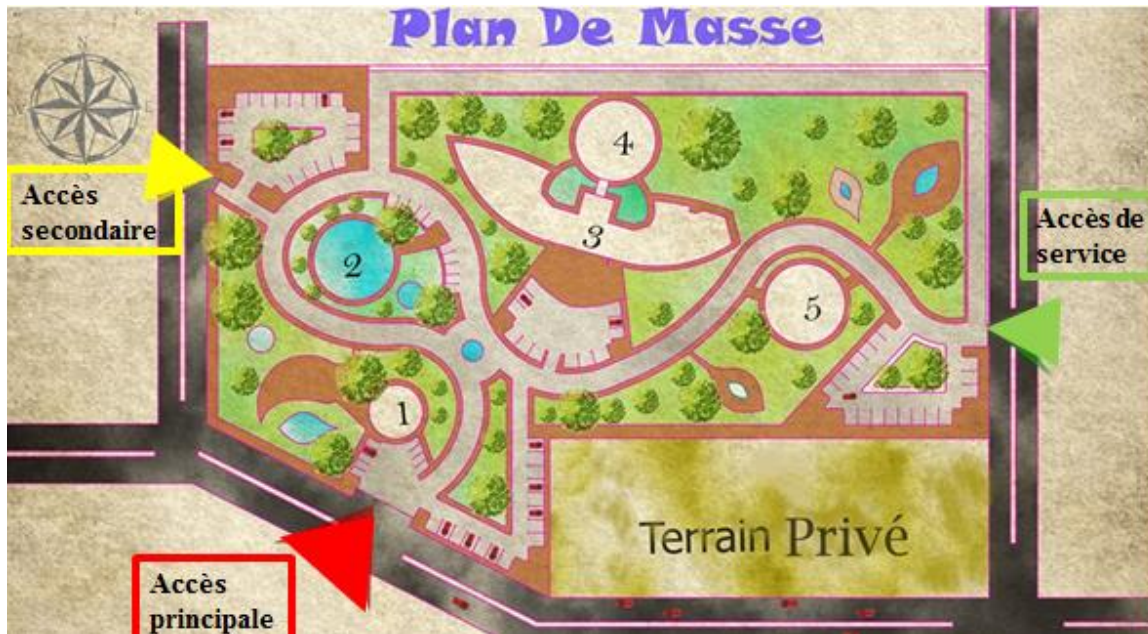 Plan De Masse
Accès
secondaire
4
3
2
5
1
Accès de
service
Terrain Privé
Accès
principale